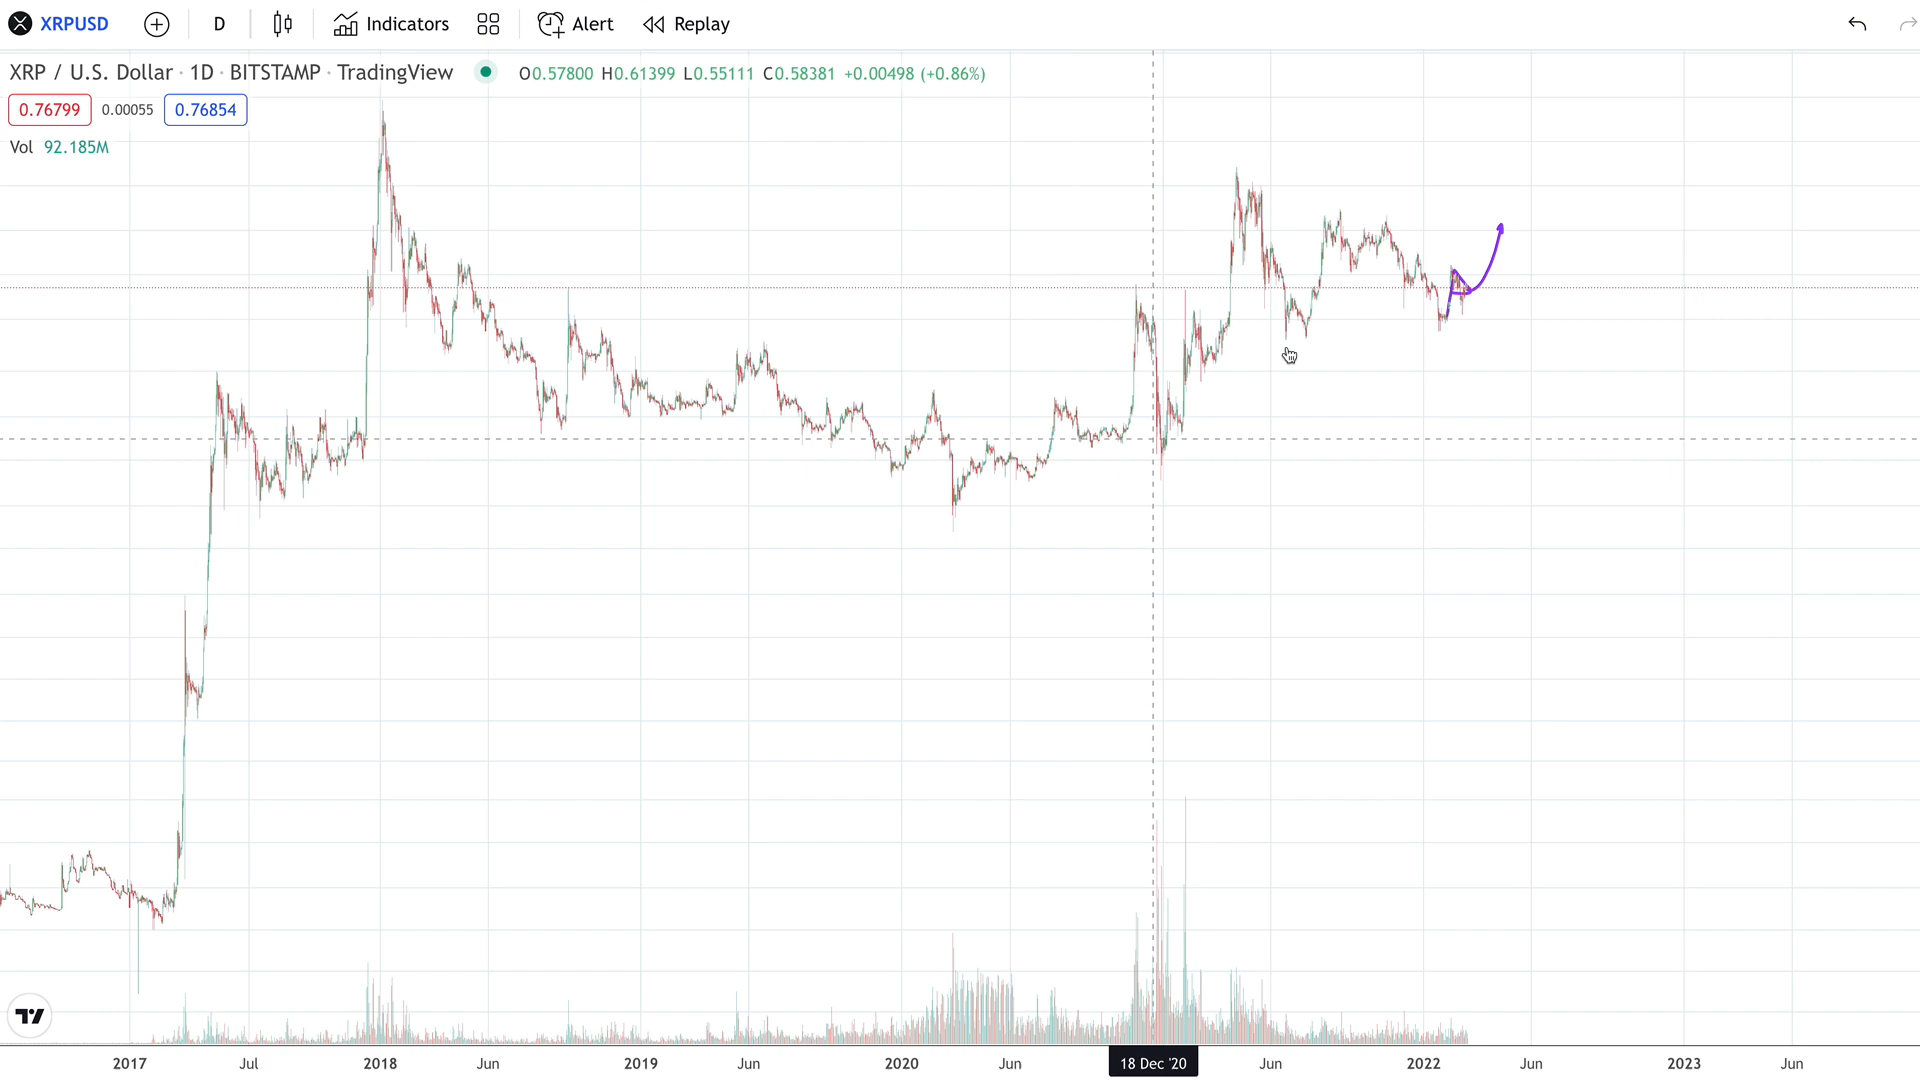 XRPUSD D Indicators Alert Replay
XRP / U.S. Dollar · 1D · BITSTAMP · TradingView O0.57800 H0.61399 L0.55111 C0.58381 +0.00498 (+0.86%)
0.76799 0.00055 0.76854
Vol 92.185M
2017 Jul 2018 Jun 2019 Jun 2020 Jun 18 Dec '20 Jun 2022 Jun 2023 Jun